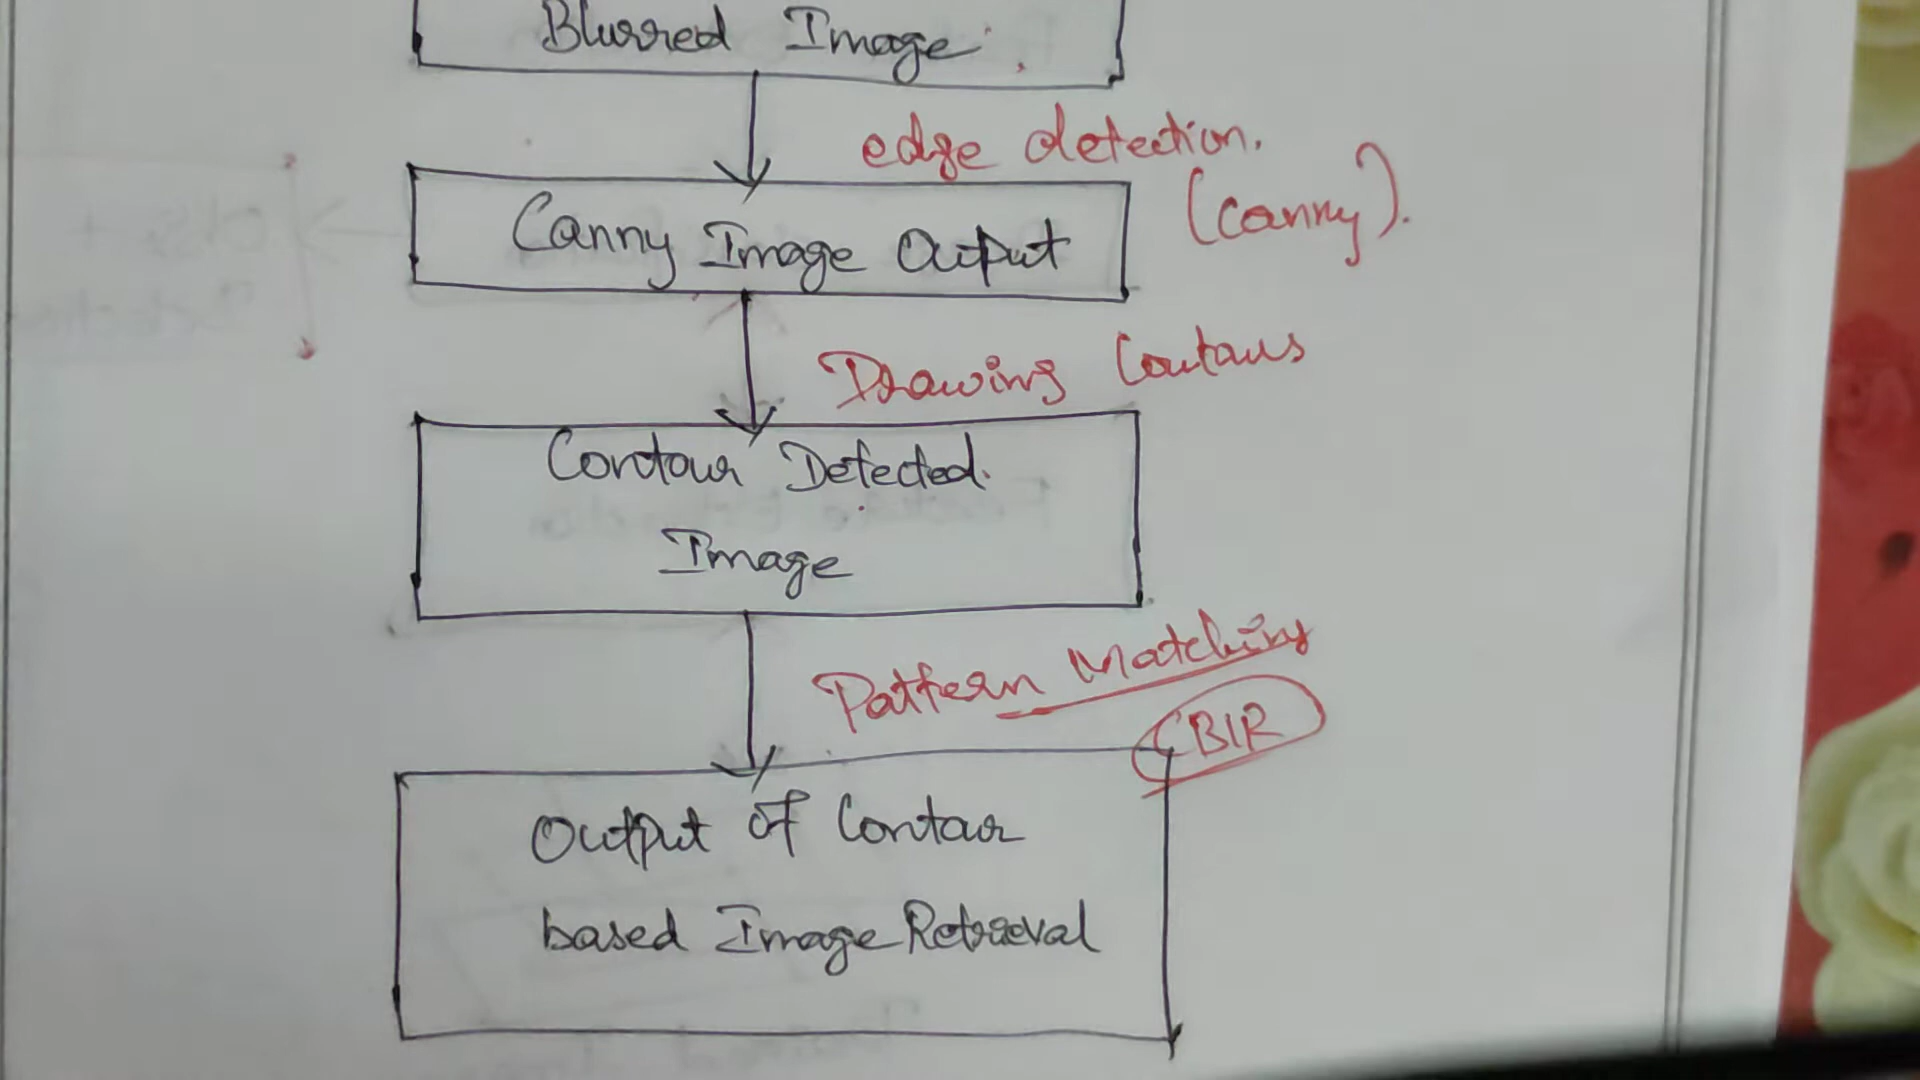 Blurred Image
edge detection.
(canny).
Canny Image Output
Drawing Contours
Contour Detected
Image
Pattern Matching
CBIR
Output of Contour
based Image Retrieval